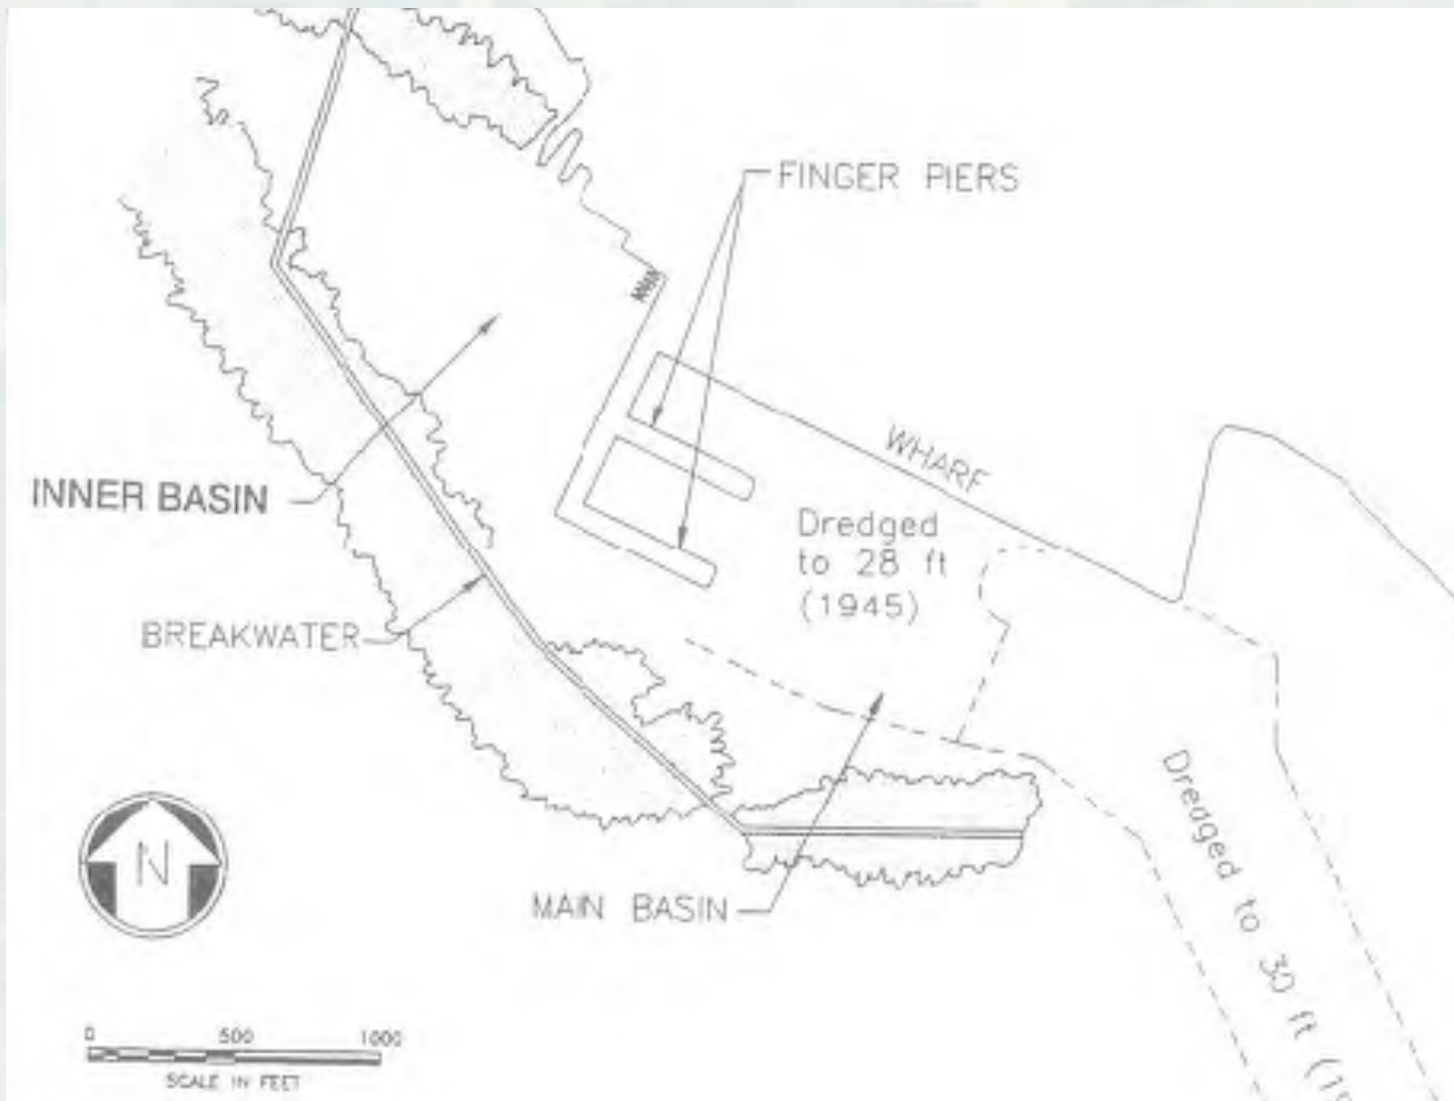 FINGER PIERS
WHARF
INNER BASIN
Dredged
to 28 ft
(1945)
BREAKWATER
Dredged to 30 ft
MAIN BASIN
N
0 500 1000
SCALE IN FEET